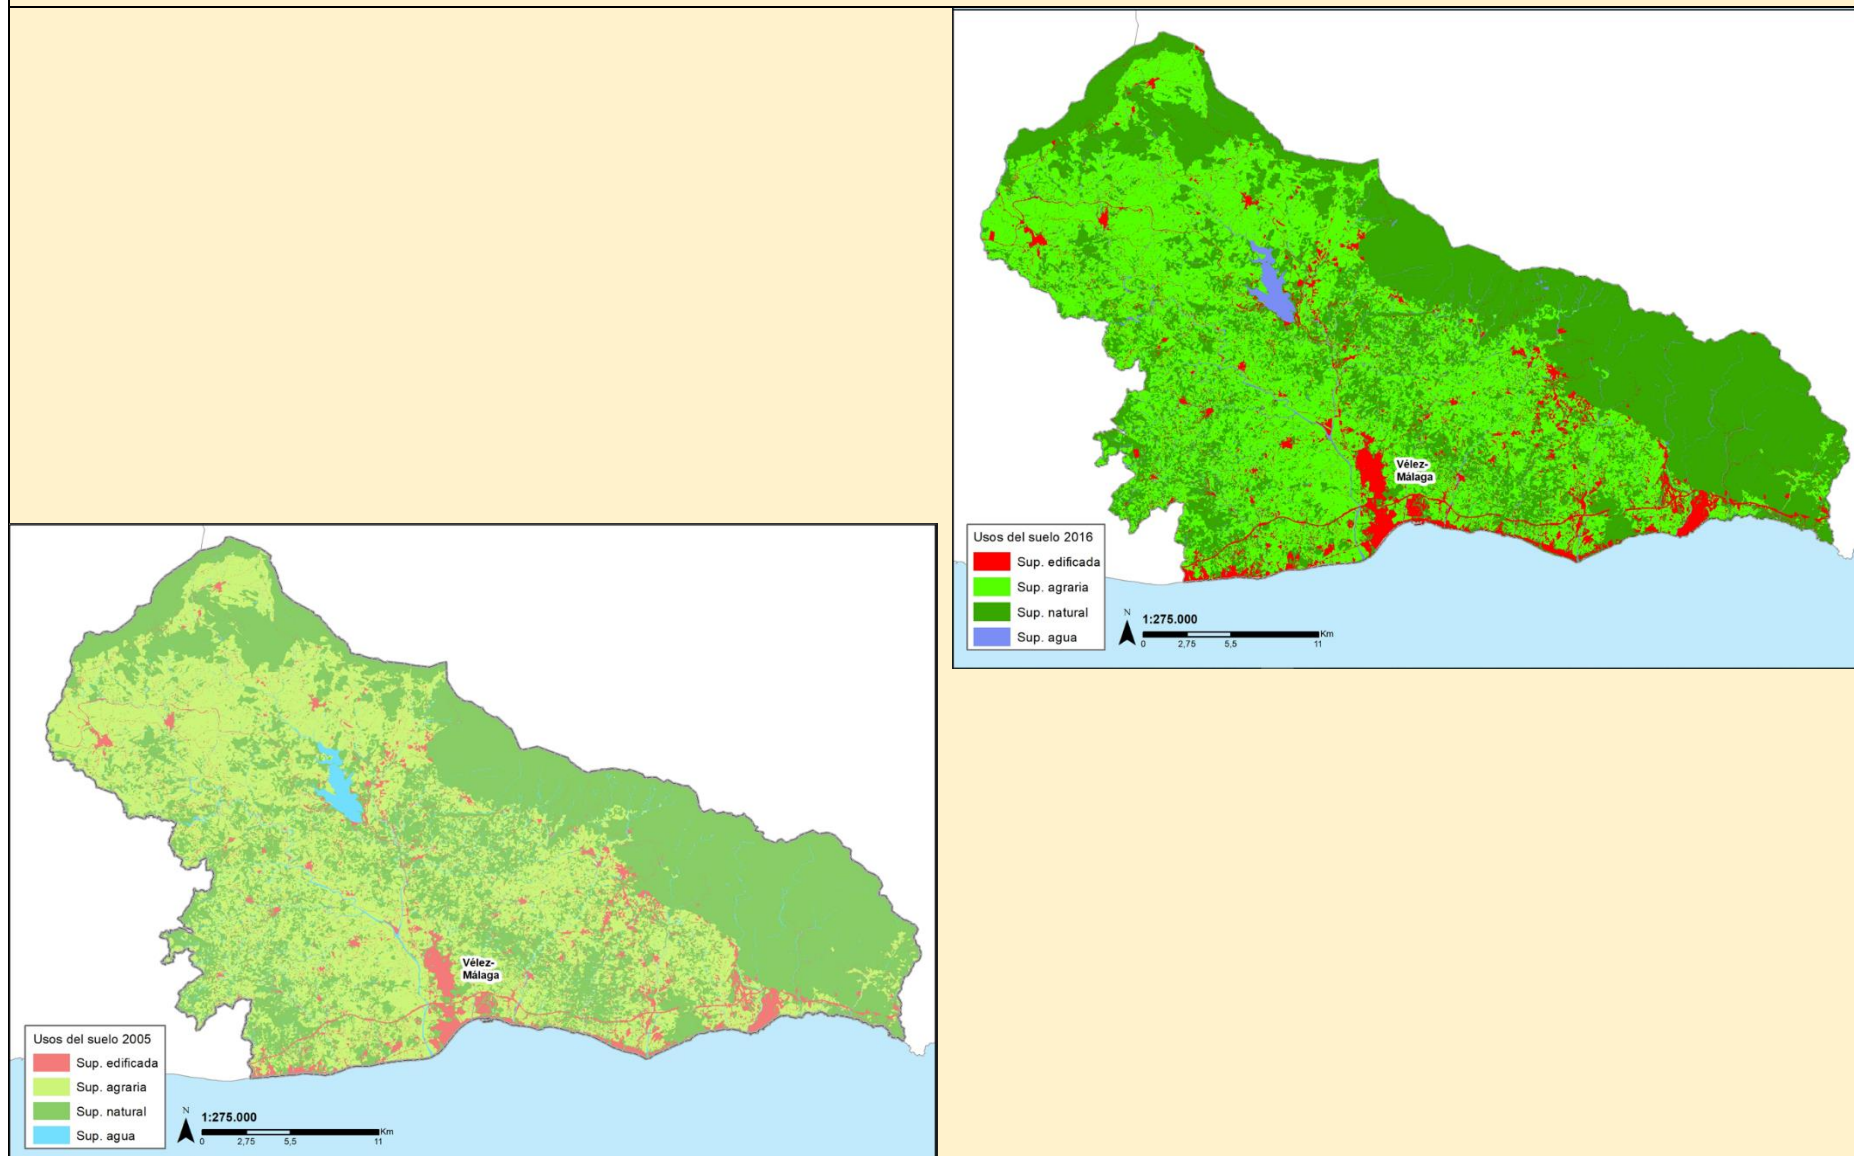 Vélez-
Málaga
Usos del suelo 2016
Sup. edificada
Sup. agraria
Sup. natural
Sup. agua
N
1:275.000
Km
0 2,75 5,5 11
Vélez-
Málaga
Usos del suelo 2005
Sup. edificada
Sup. agraria
Sup. natural
Sup. agua
N
1:275.000
Km
0 2,75 5,5 11